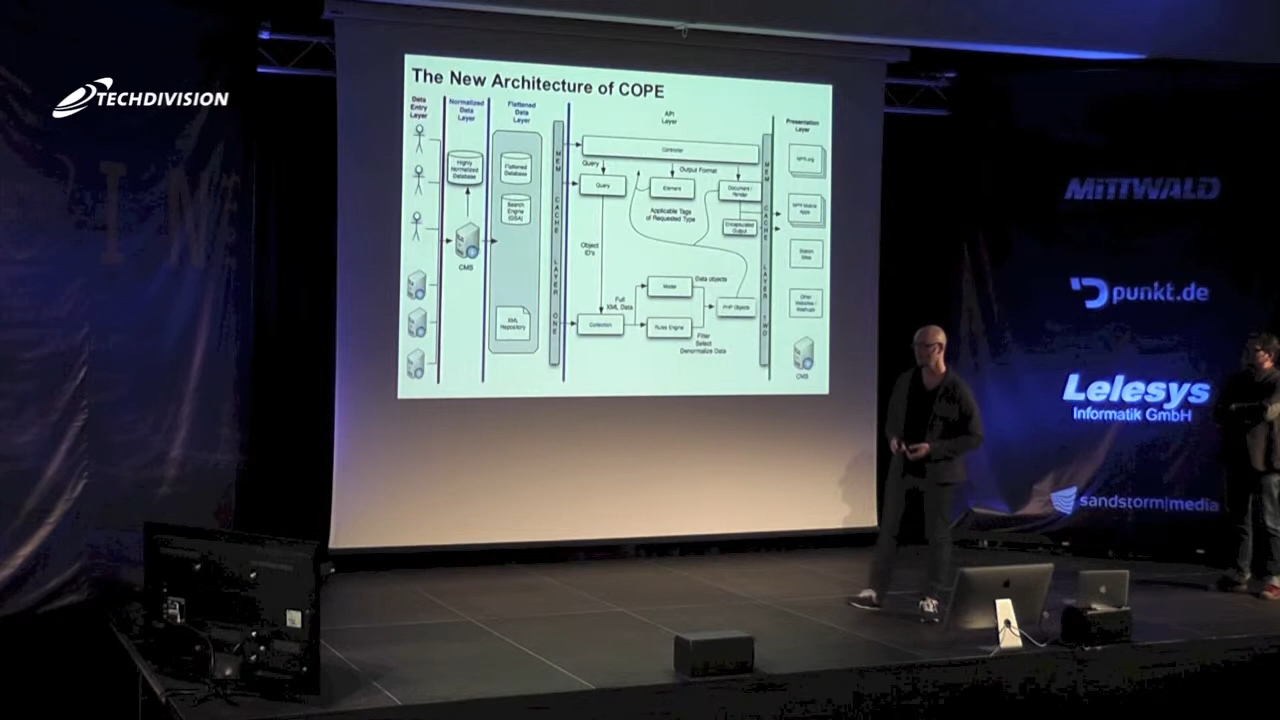 TECHDIVISION
The New Architecture of COPE
Data
Entry
Layer
Normalized
Data
Layer
Flattened
Data
Layer
API
Layer
Presentation
Layer
Highly
Normalized
Database
CMS
Flattened
Database
Search
Engine
(GSA)
XML
Repository
MEM CACHE LAYER ONE
Controller
Query
Query
Output Format
Element
Document /
Render
Applicable Tags
of Requested Type
Encapsulated
Output
Object
ID's
Full
XML Data
Model
Data objects
PHP Objects
Collection
Rules Engine
Filter
Select
Denormalize Data
MEM CACHE LAYER TWO
NPR.org
NPR Mobile
Apps
Station
Sites
Other
Websites /
CMS
MITTWALD
punkt.de
Lelesys
Informatik GmbH
sandstorm|media